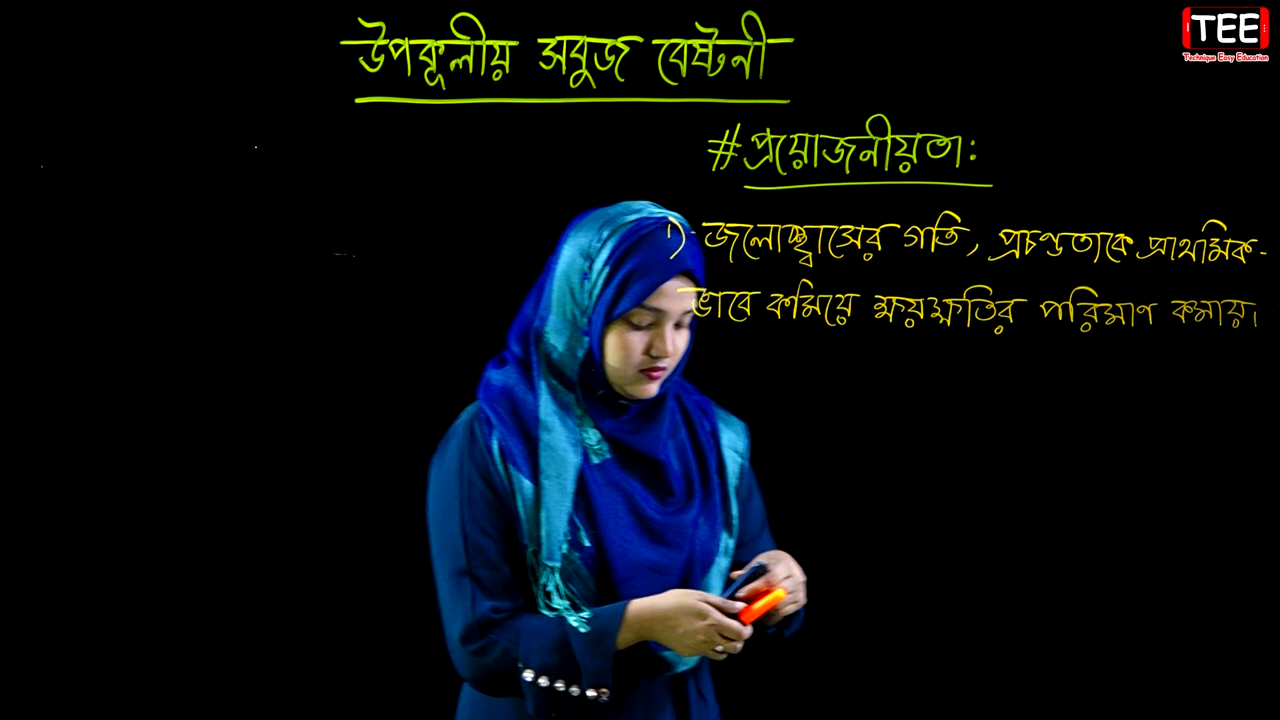 TEE
Technique Easy Education
উপকূলীয় সবুজ বেষ্টনী
#প্রয়োজনীয়তা:
১) জলোচ্ছ্বাসের গতি, প্রচন্ডতাকে প্রাথমিক-
ভাবে কমিয়ে ক্ষয়ক্ষতির পরিমাণ কমায়।